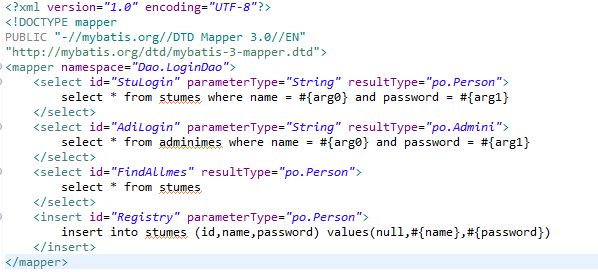 <?xml version="1.0" encoding="UTF-8"?>
<!DOCTYPE mapper
PUBLIC "-//mybatis.org//DTD Mapper 3.0//EN"
"http://mybatis.org/dtd/mybatis-3-mapper.dtd">
<mapper namespace="Dao.LoginDao">
    <select id="StuLogin" parameterType="String" resultType="po.Person">
        select * from stumes where name = #{arg0} and password = #{arg1}
    </select>
    <select id="AdiLogin" parameterType="String" resultType="po.Admini">
        select * from adminimes where name = #{arg0} and password = #{arg1}
    </select>
    <select id="FindAllmes" resultType="po.Person">
        select * from stumes
    </select>
    <insert id="Registry" parameterType="po.Person">
        insert into stumes (id,name,password) values(null,#{name},#{password})
    </insert>
</mapper>